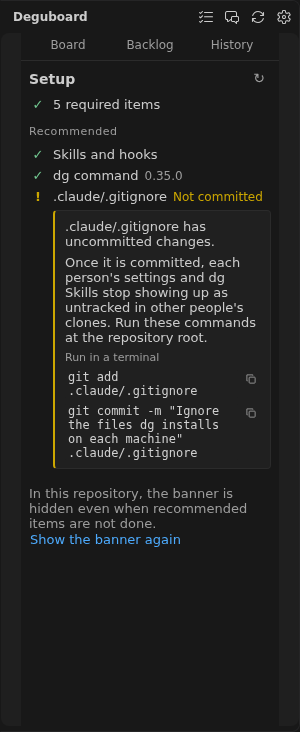 Deguboard
Board Backlog History
Setup ↻
✓ 5 required items
Recommended
✓ Skills and hooks
✓ dg command 0.35.0
! .claude/.gitignore Not committed
.claude/.gitignore has
uncommitted changes.
Once it is committed, each
person's settings and dg
Skills stop showing up as
untracked in other people's
clones. Run these commands
at the repository root.
Run in a terminal
git add
.claude/.gitignore
git commit -m "Ignore
the files dg installs
on each machine"
.claude/.gitignore
In this repository, the banner is
hidden even when recommended
items are not done.
Show the banner again